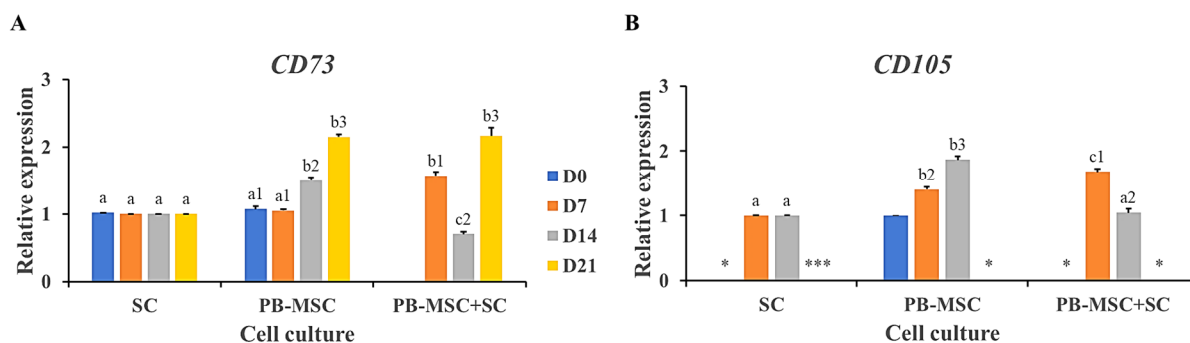 A
CD73
Relative expression
3
2
1
0
a a a a
a1 a1 b2 b3
b1 c2 b3
SC PB-MSC PB-MSC+SC
Cell culture
D0
D7
D14
D21
B
CD105
Relative expression
3
2
1
0
* a a ***
b2 b3 *
* c1 a2 *
SC PB-MSC PB-MSC+SC
Cell culture